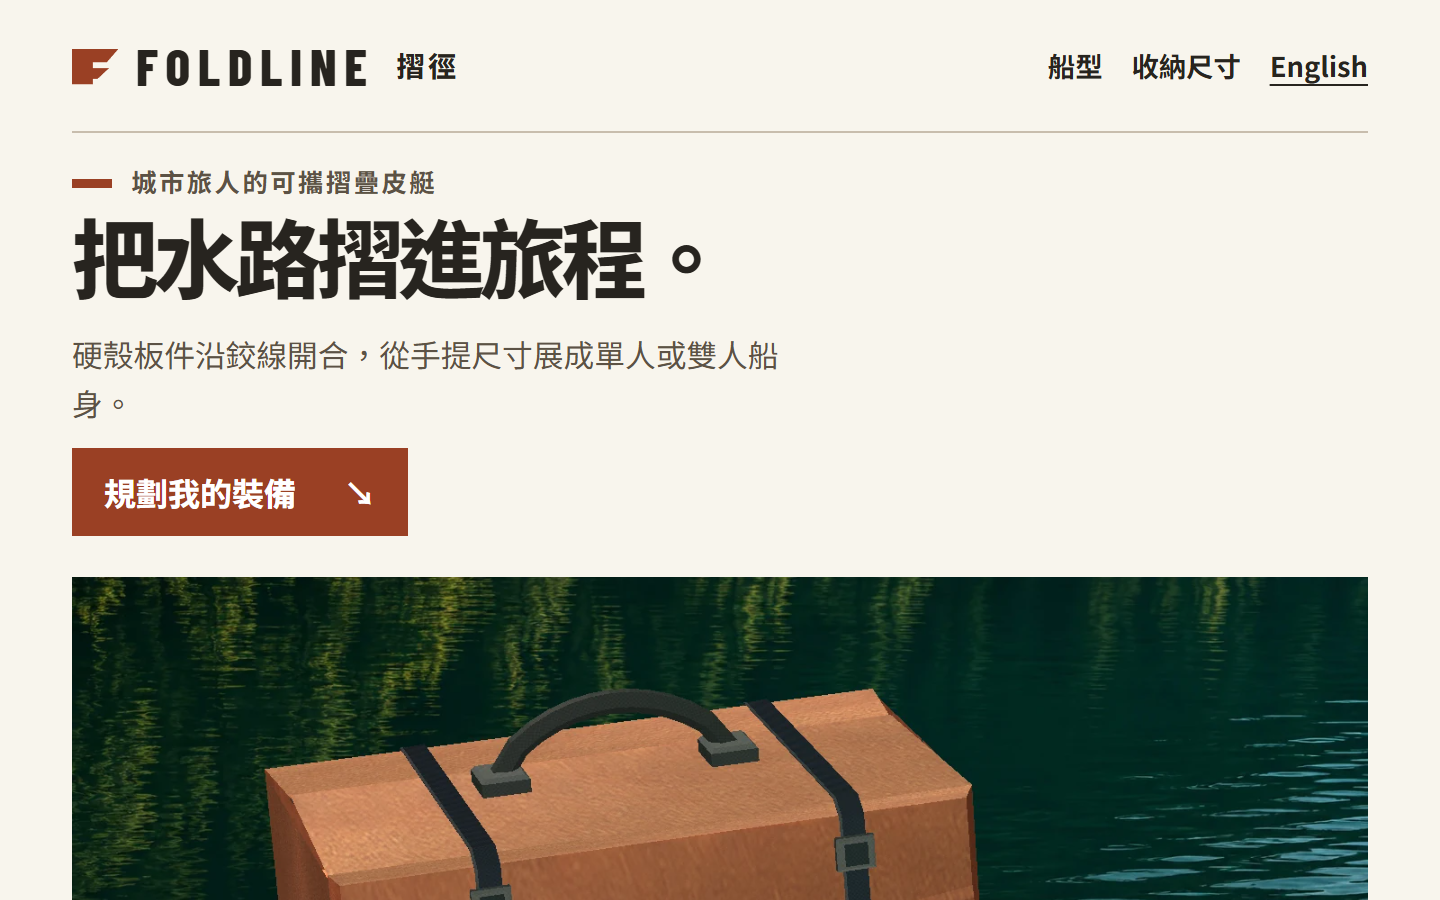 FOLDLINE 摺徑
船型 收納尺寸 English
城市旅人的可攜摺疊皮艇
把水路摺進旅程。
硬殼板件沿鉸線開合，從手提尺寸展成單人或雙人船
身。
規劃我的裝備 ↘